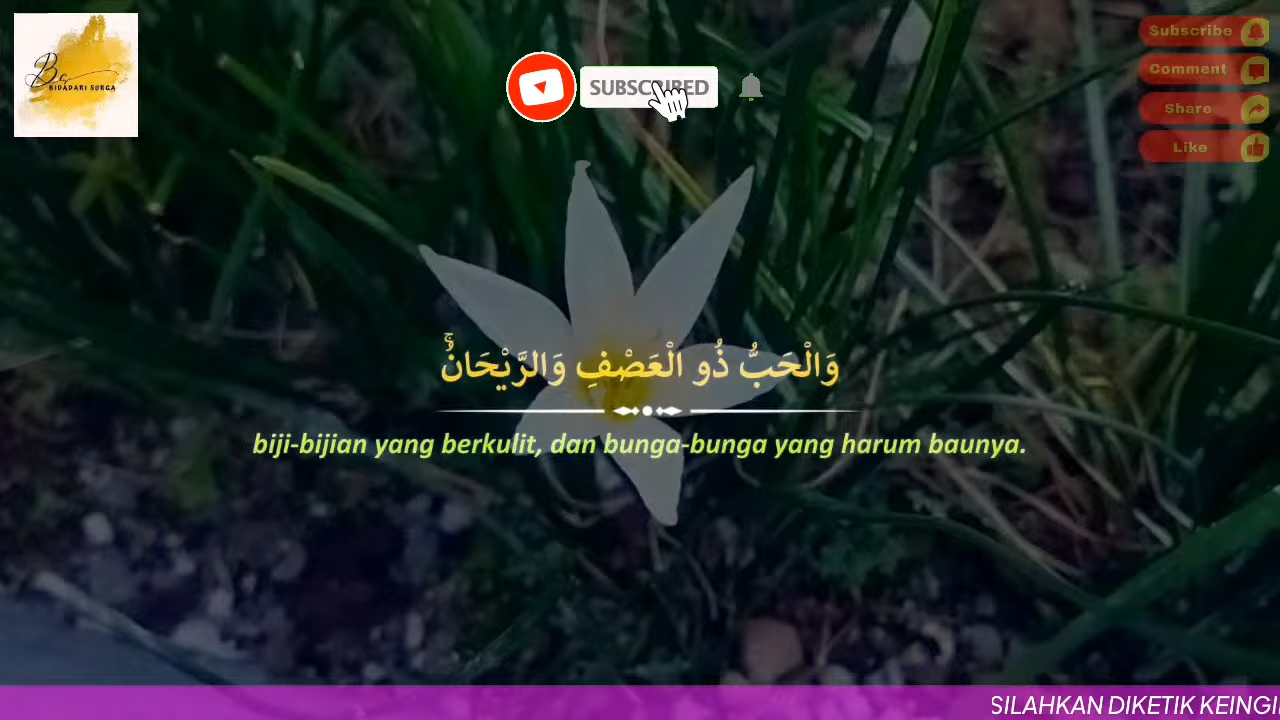 Bs
BIDADARI SURGA
SUBSCRIBED
Subscribe
Comment
Share
Like
وَالْحَبُّ ذُو الْعَصْفِ وَالرَّيْحَانُۚ
biji-bijian yang berkulit, dan bunga-bunga yang harum baunya.
SILAHKAN DIKETIK KEINGI